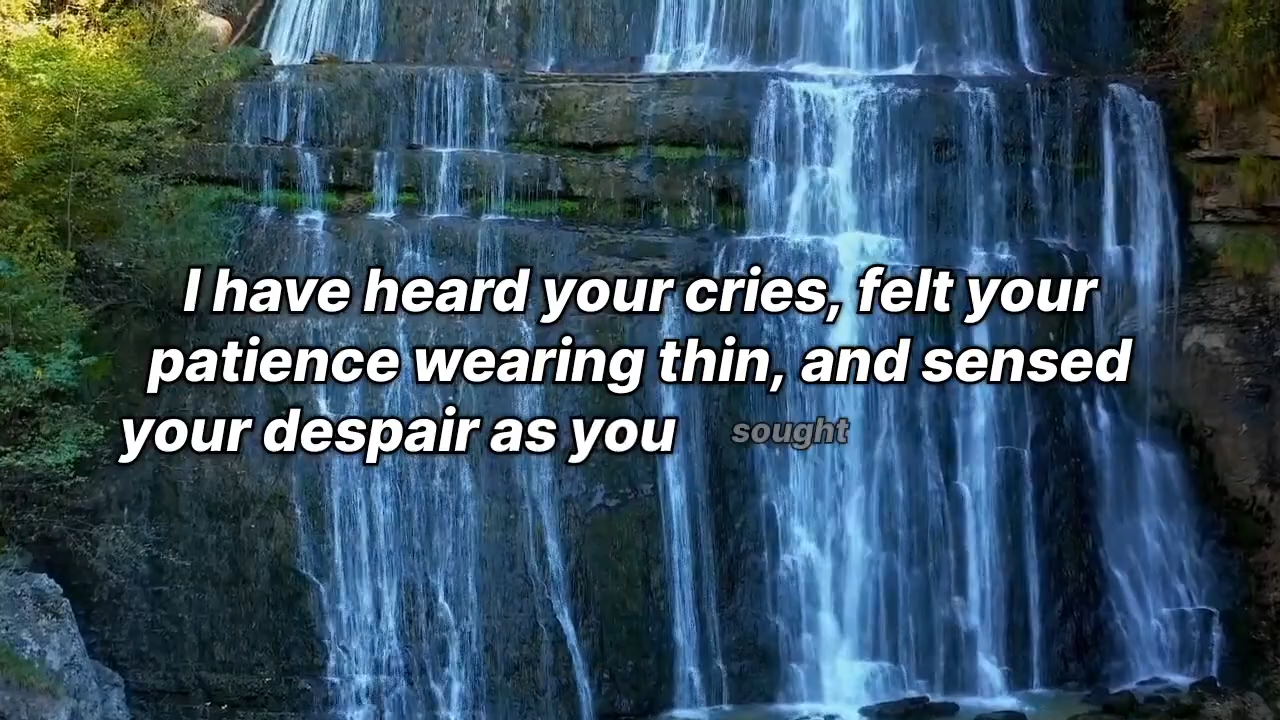 I have heard your cries, felt your
patience wearing thin, and sensed
your despair as you sought